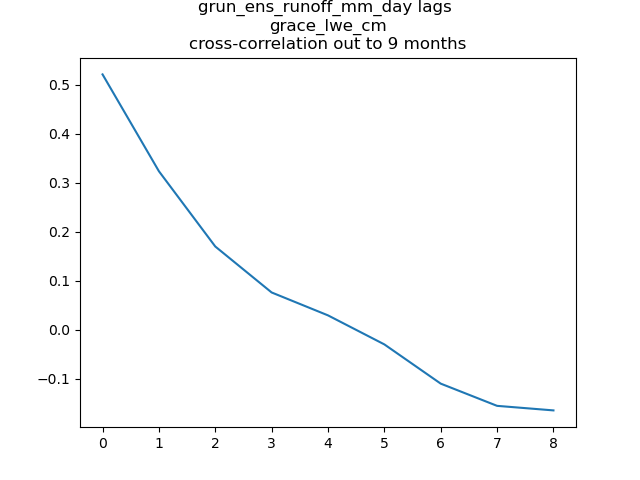 grun_ens_runoff_mm_day lags
grace_lwe_cm
cross-correlation out to 9 months
0.5
0.4
0.3
0.2
0.1
0.0
−0.1
0 1 2 3 4 5 6 7 8